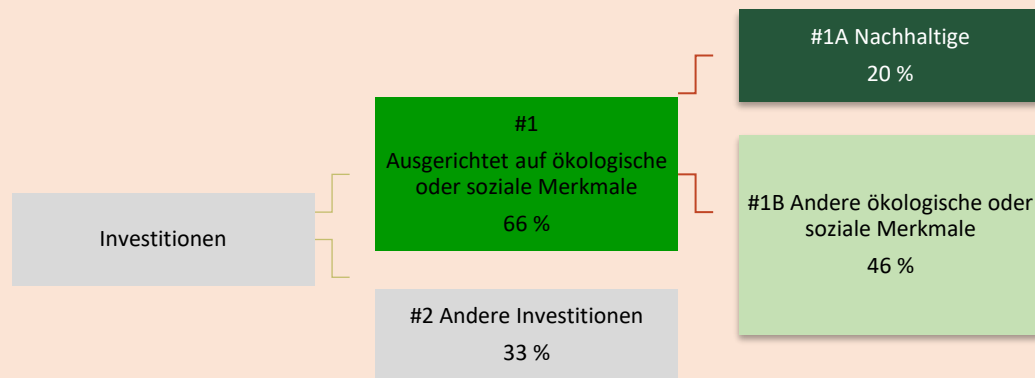 Investitionen
#1
Ausgerichtet auf ökologische
oder soziale Merkmale
66 %
#2 Andere Investitionen
33 %
#1A Nachhaltige
20 %
#1B Andere ökologische oder
soziale Merkmale
46 %